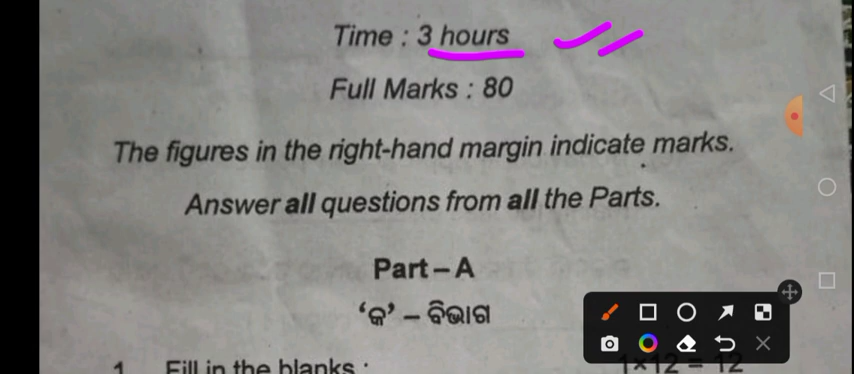 Time : 3 hours
Full Marks : 80
The figures in the right-hand margin indicate marks.
Answer all questions from all the Parts.
Part – A
‘କ’ – ବିଭାଗ
1. Fill in the blanks : 1×12 = 12